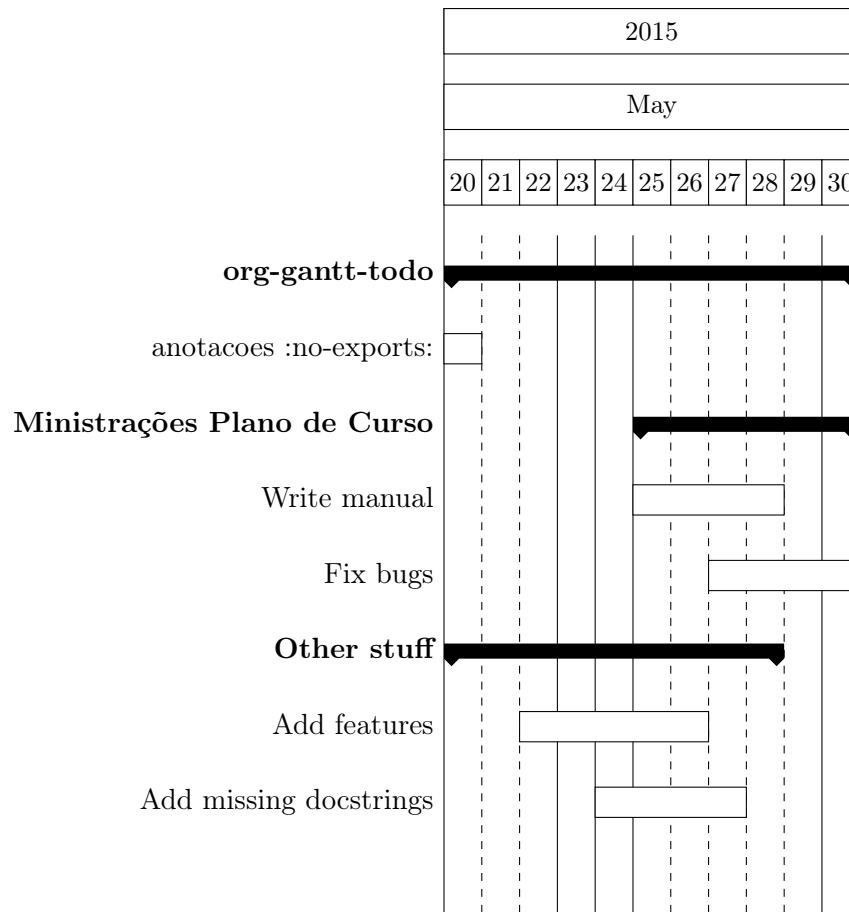 2015
May
20 21 22 23 24 25 26 27 28 29 30
org-gantt-todo
anotacoes :no-exports:
Ministrações Plano de Curso
Write manual
Fix bugs
Other stuff
Add features
Add missing docstrings